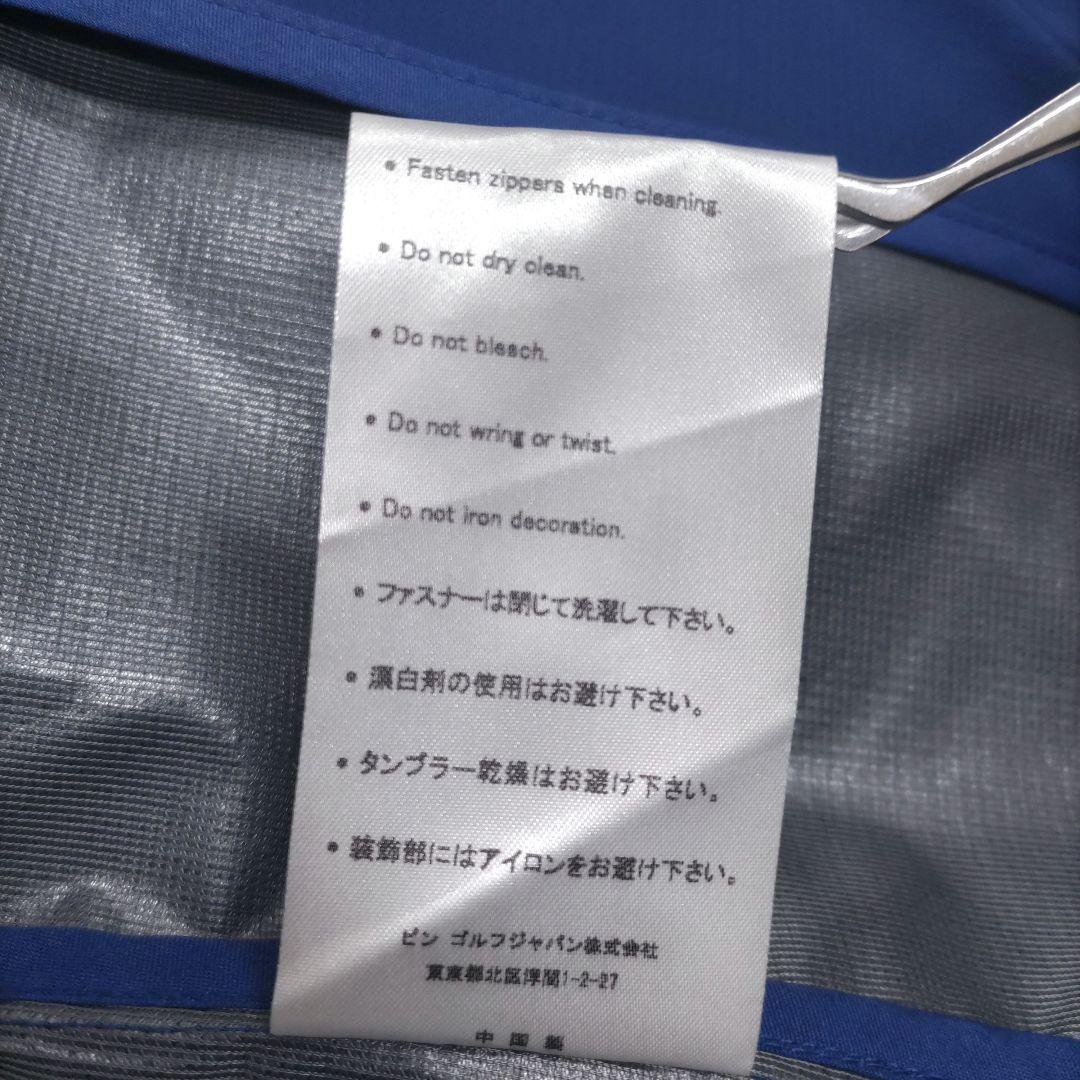 • Fasten zippers when cleaning.
• Do not dry clean.
• Do not bleach.
• Do not wring or twist.
• Do not iron decoration.
• ファスナーは閉じて洗濯して下さい。
• 漂白剤の使用はお避け下さい。
• タンブラー乾燥はお避け下さい。
• 装飾部にはアイロンをお避け下さい。
ピン ゴルフジャパン株式会社
東京都北区浮間1-2-27
中国製